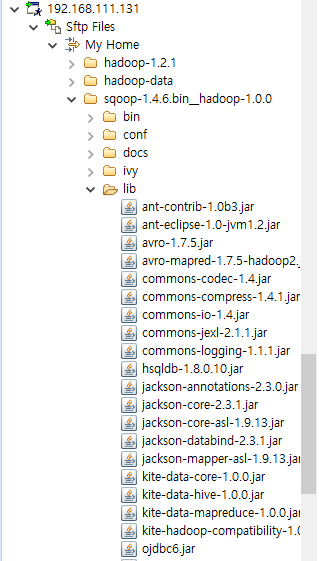 192.168.111.131
Sftp Files
My Home
hadoop-1.2.1
hadoop-data
sqoop-1.4.6.bin__hadoop-1.0.0
bin
conf
docs
ivy
lib
ant-contrib-1.0b3.jar
ant-eclipse-1.0-jvm1.2.jar
avro-1.7.5.jar
avro-mapred-1.7.5-hadoop2.j
commons-codec-1.4.jar
commons-compress-1.4.1.jar
commons-io-1.4.jar
commons-jexl-2.1.1.jar
commons-logging-1.1.1.jar
hsqldb-1.8.0.10.jar
jackson-annotations-2.3.0.jar
jackson-core-2.3.1.jar
jackson-core-asl-1.9.13.jar
jackson-databind-2.3.1.jar
jackson-mapper-asl-1.9.13.jar
kite-data-core-1.0.0.jar
kite-data-hive-1.0.0.jar
kite-data-mapreduce-1.0.0.jar
kite-hadoop-compatibility-1.0
ojdbc6.jar